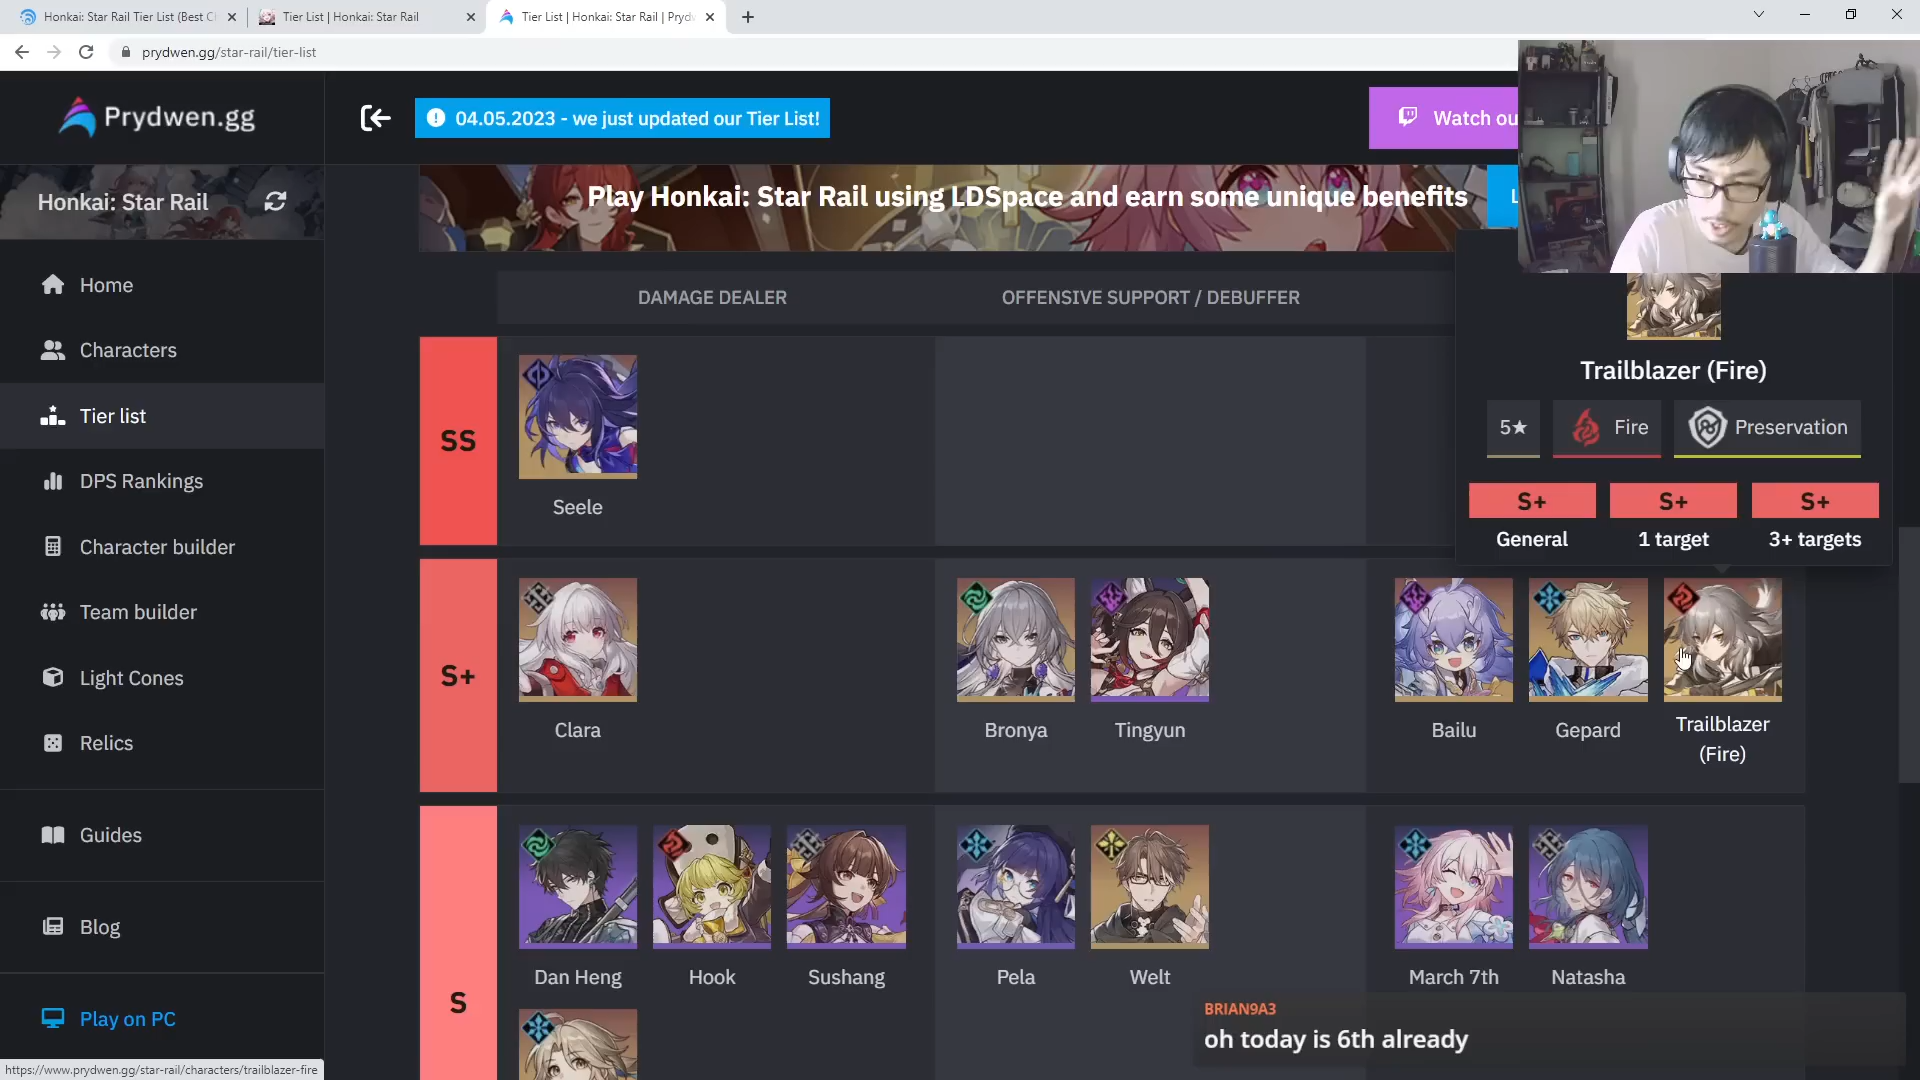 Honkai: Star Rail Tier List (Best C
Tier List | Honkai: Star Rail
Tier List | Honkai: Star Rail | Pryd
prydwen.gg/star-rail/tier-list
Prydwen.gg
04.05.2023 - we just updated our Tier List!
Watch ou
Honkai: Star Rail
Play Honkai: Star Rail using LDSpace and earn some unique benefits
L
Home
Characters
Tier list
DPS Rankings
Character builder
Team builder
Light Cones
Relics
Guides
Blog
Play on PC
DAMAGE DEALER
OFFENSIVE SUPPORT / DEBUFFER
Trailblazer (Fire)
5★
Fire
Preservation
S+
S+
S+
General
1 target
3+ targets
SS
Seele
S+
Clara
Bronya
Tingyun
Bailu
Gepard
Trailblazer
(Fire)
S
Dan Heng
Hook
Sushang
Pela
Welt
March 7th
Natasha
BRIAN9A3
oh today is 6th already
https://www.prydwen.gg/star-rail/characters/trailblazer-fire